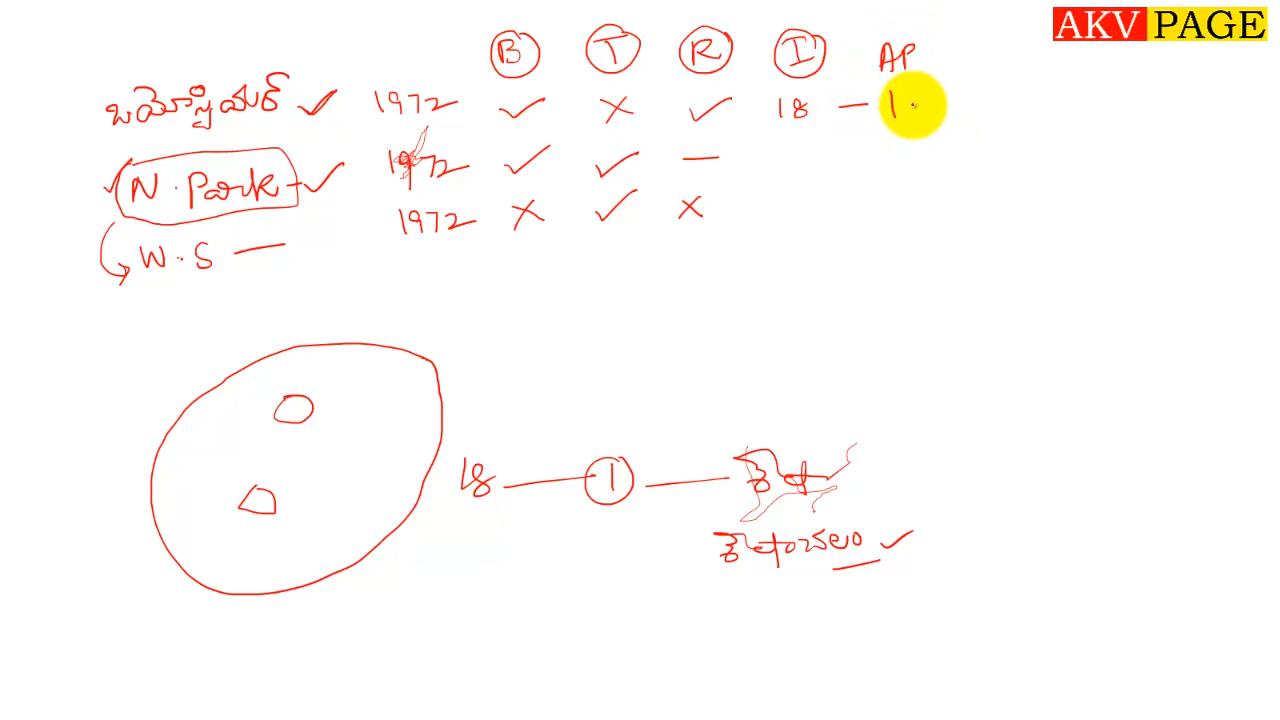 AKV PAGE
B T R I AP
బయోస్పియర్ ✓ 1972 ✓ × ✓ 18 — 1
✓ N. Park - ✓ 1972 ✓ ✓ —
1972 × ✓ ×
W.S —
18 — 1 —
శేషాచలం ✓